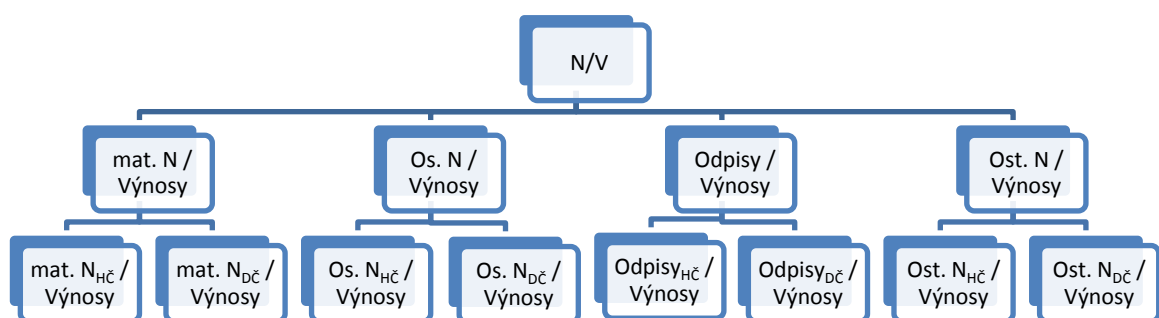 N/V
mat. N /
Výnosy
Os. N /
Výnosy
Odpisy /
Výnosy
Ost. N /
Výnosy
mat. NHČ /
Výnosy
mat. NDČ /
Výnosy
Os. NHČ /
Výnosy
Os. NDČ /
Výnosy
OdpisyHČ /
Výnosy
OdpisyDČ /
Výnosy
Ost. NHČ /
Výnosy
Ost. NDČ /
Výnosy